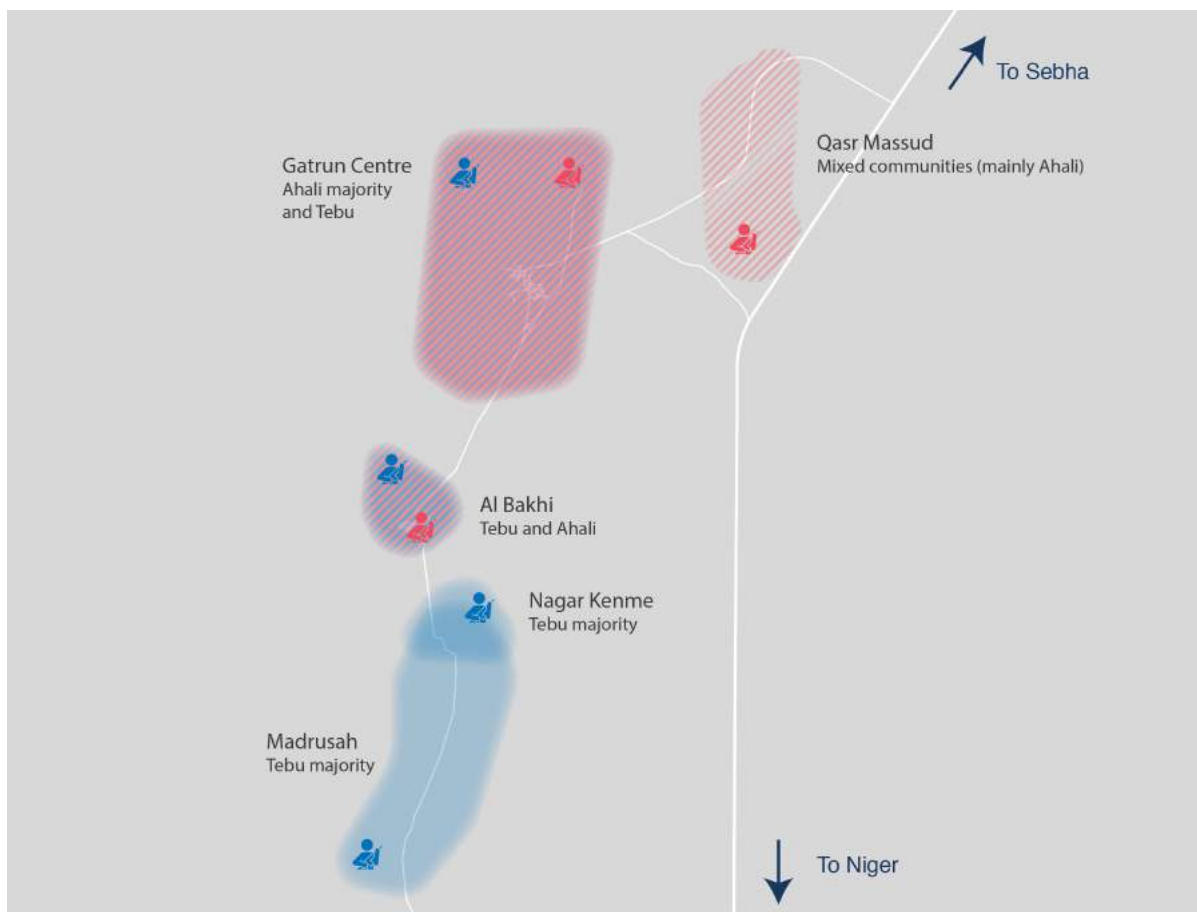 To Sebha
Qasr Massud
Mixed communities (mainly Ahali)
Gatrun Centre
Ahali majority
and Tebu
Al Bakhi
Tebu and Ahali
Nagar Kenme
Tebu majority
Madrusah
Tebu majority
To Niger